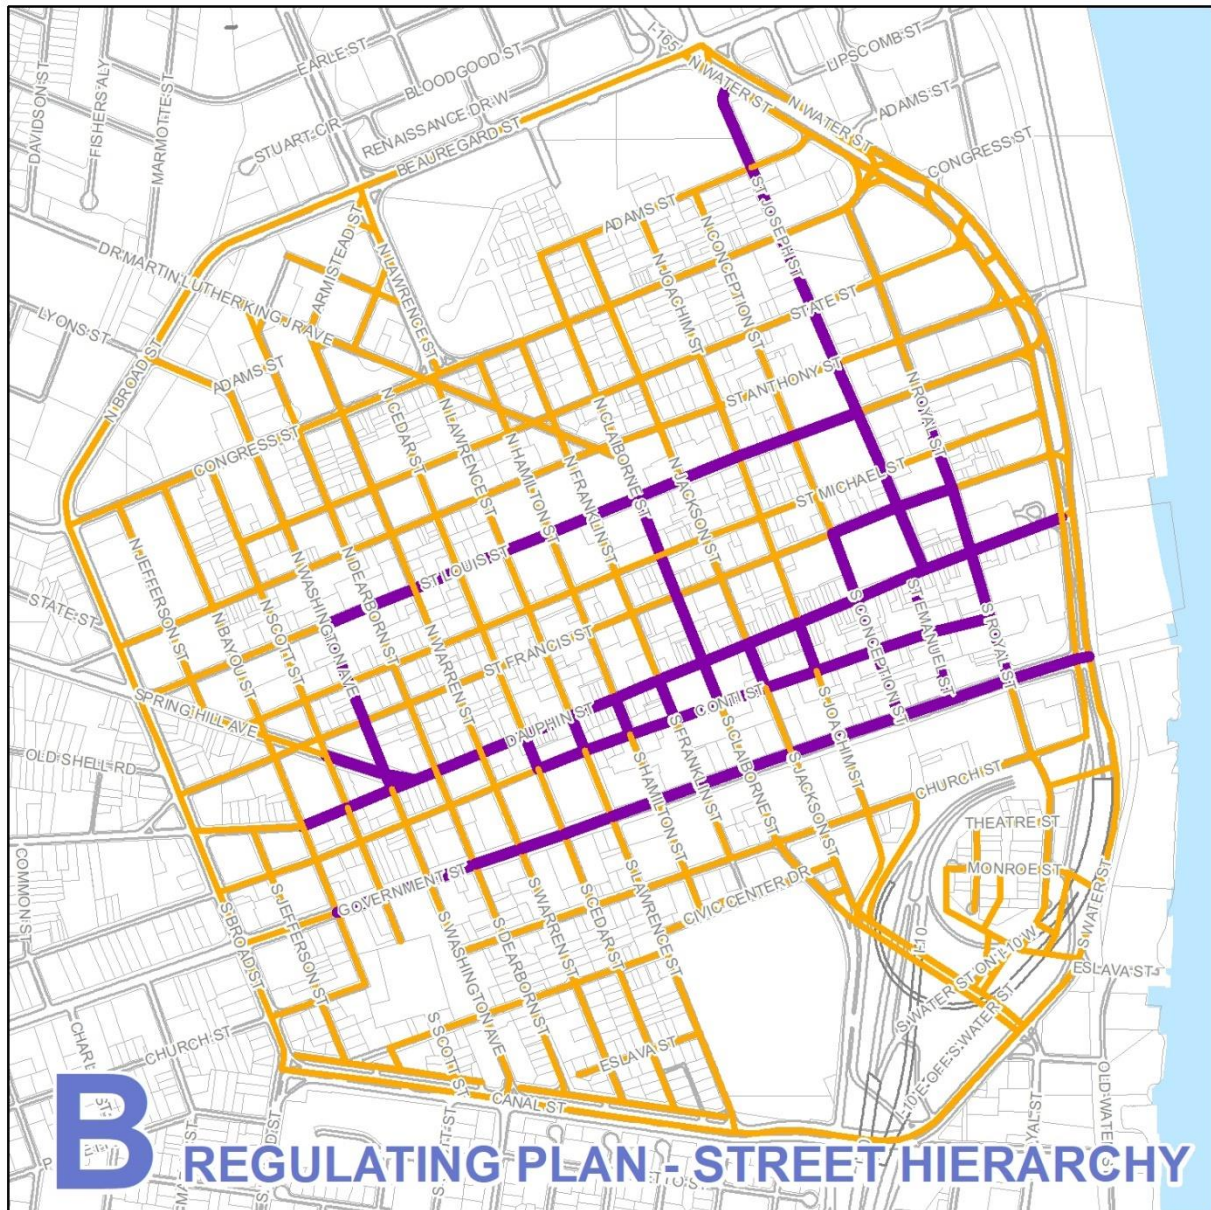 I-165
EARLE ST
BLOODGOOD ST
LIPSCOMB ST
DAVIDSON ST
FISHERS ALY
MARMOTTE ST
N WATER ST
N WATER ST
ADAMS ST
STUART CIR
RENAISSANCE DR W
BEAUREGARD ST
CONGRESS ST
ADAMS ST
N CONCEPTION ST
ST JOSEPH ST
DR MARTIN LUTHER KING JR AVE
ARMISTEAD ST
N LAWRENCE ST
N JOACHIM ST
STATE ST
LYONS ST
N BROAD ST
ADAMS ST
ST ANTHONY ST
N ROYAL ST
CONGRESS ST
N CEDAR ST
N LAWRENCE ST
N HAMILTON ST
N FRANKLIN ST
N CLAIBORNE ST
N JACKSON ST
ST MICHAEL ST
N JEFFERSON ST
N BAYOU ST
N SCOTT ST
N WASHINGTON AVE
N DEARBORN ST
ST LOUIS ST
N WARREN ST
STATE ST
ST FRANCIS ST
S CONCEPTION ST
ST EMANUEL ST
S ROYAL ST
SPRING HILL AVE
DAUPHIN ST
CONTI ST
OLD SHELL RD
S HAMILTON ST
S FRANKLIN ST
S CLAIBORNE ST
S JACKSON ST
S JOACHIM ST
CHURCH ST
THEATRE ST
MONROE ST
COMMON ST
GOVERNMENT ST
CIVIC CENTER DR
S BROAD ST
S JEFFERSON ST
S WASHINGTON AVE
S DEARBORN ST
S WARREN ST
S CEDAR ST
S LAWRENCE ST
I-10
S WATER ST
ESLAVA ST
S WATER ST ON I-10 W
I-10 E OFF S WATER ST
CHURCH ST
S SCOTT ST
ESLAVA ST
CANAL ST
B REGULATING PLAN - STREET HIERARCHY